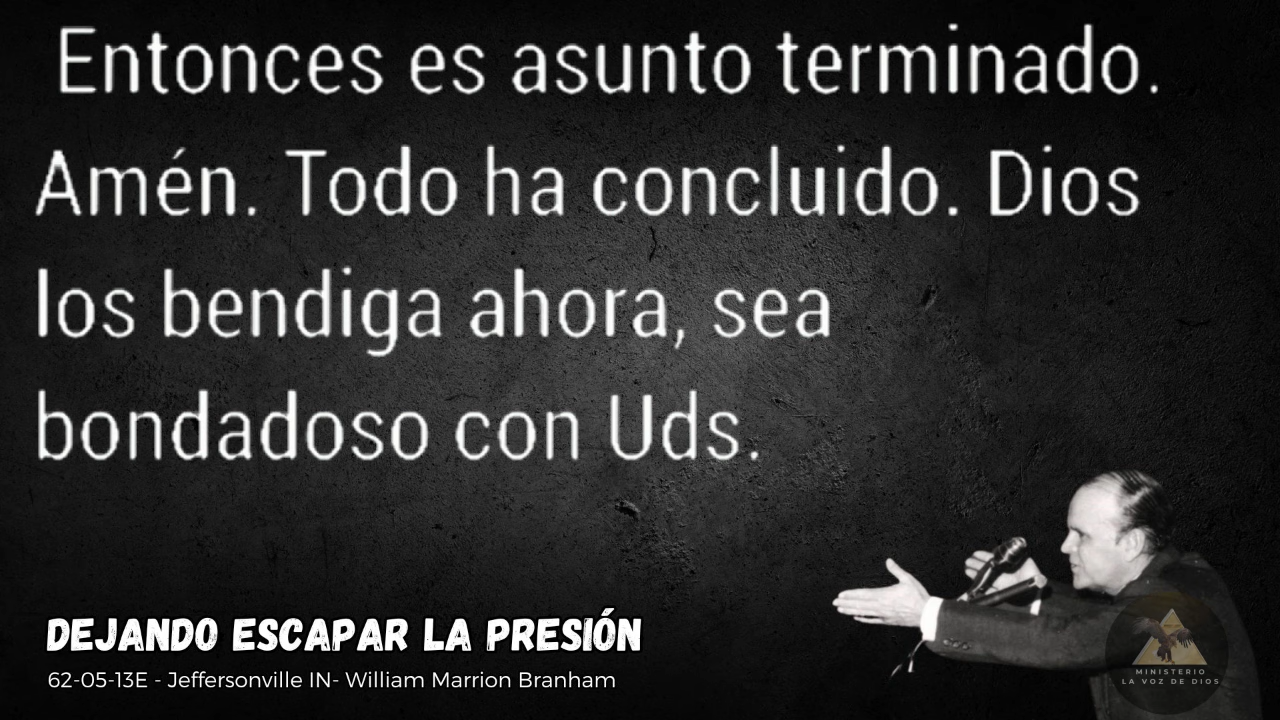 Entonces es asunto terminado.
Amén. Todo ha concluido. Dios
los bendiga ahora, sea
bondadoso con Uds.
DEJANDO ESCAPAR LA PRESIÓN
62-05-13E - Jeffersonville IN- William Marrion Branham
MINISTERIO
LA VOZ DE DIOS